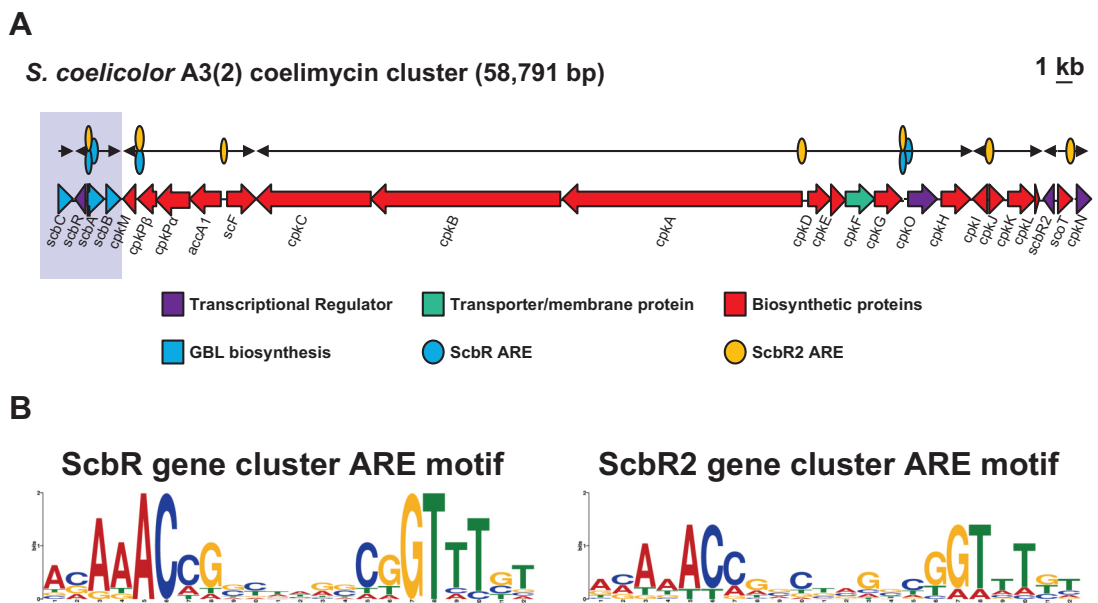 A
S. coelicolor A3(2) coelimycin cluster (58,791 bp)
1 kb
scbC
scbR
scbA
scbB
cpkM
cpkPβ
cpkPα
accA1
scF
cpkC
cpkB
cpkA
cpkD
cpkE
cpkF
cpkG
cpkO
cpkH
cpkI
cpkJ
cpkK
cpkL
scbR2
scoT
cpkN
Transcriptional Regulator
Transporter/membrane protein
Biosynthetic proteins
GBL biosynthesis
ScbR ARE
ScbR2 ARE
B
ScbR gene cluster ARE motif
ScbR2 gene cluster ARE motif